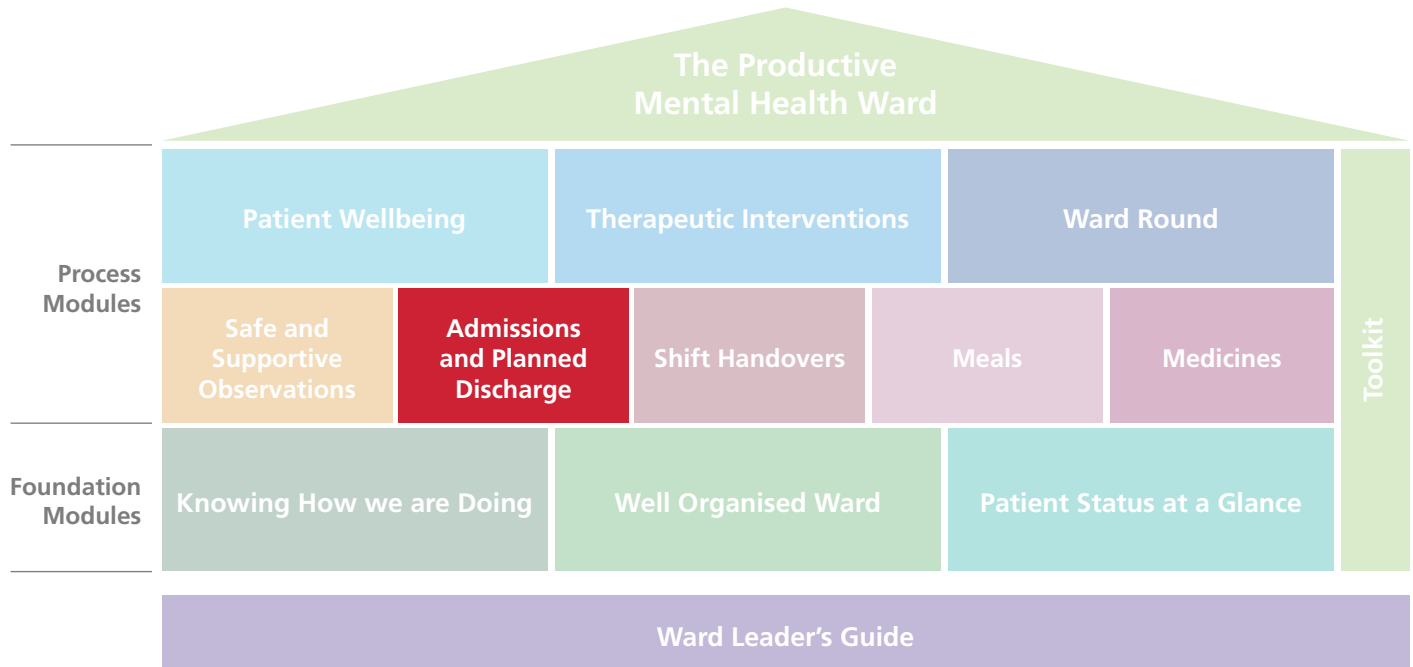 The Productive
Mental Health Ward
Process
Modules
Patient Wellbeing
Therapeutic Interventions
Ward Round
Safe and
Supportive
Observations
Admissions
and Planned
Discharge
Shift Handovers
Meals
Medicines
Toolkit
Foundation
Modules
Knowing How we are Doing
Well Organised Ward
Patient Status at a Glance
Ward Leader's Guide